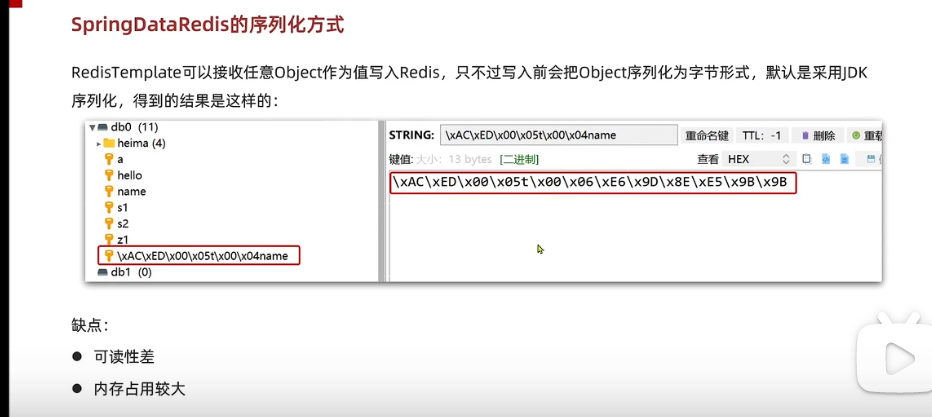 SpringDataRedis的序列化方式
RedisTemplate可以接收任意Object作为值写入Redis，只不过写入前会把Object序列化为字节形式，默认是采用JDK
序列化，得到的结果是这样的：
db0 (11)
heima (4)
a
hello
name
s1
s2
z1
\xAC\xED\x00\x05t\x00\x04name
db1 (0)
STRING: \xAC\xED\x00\x05t\x00\x04name 重命名键 TTL: -1 删除 重载
键值: 大小: 13 bytes [二进制] 查看 HEX
\xAC\xED\x00\x05t\x00\x06\xE6\x9D\x8E\xE5\x9B\x9B
缺点：
● 可读性差
● 内存占用较大